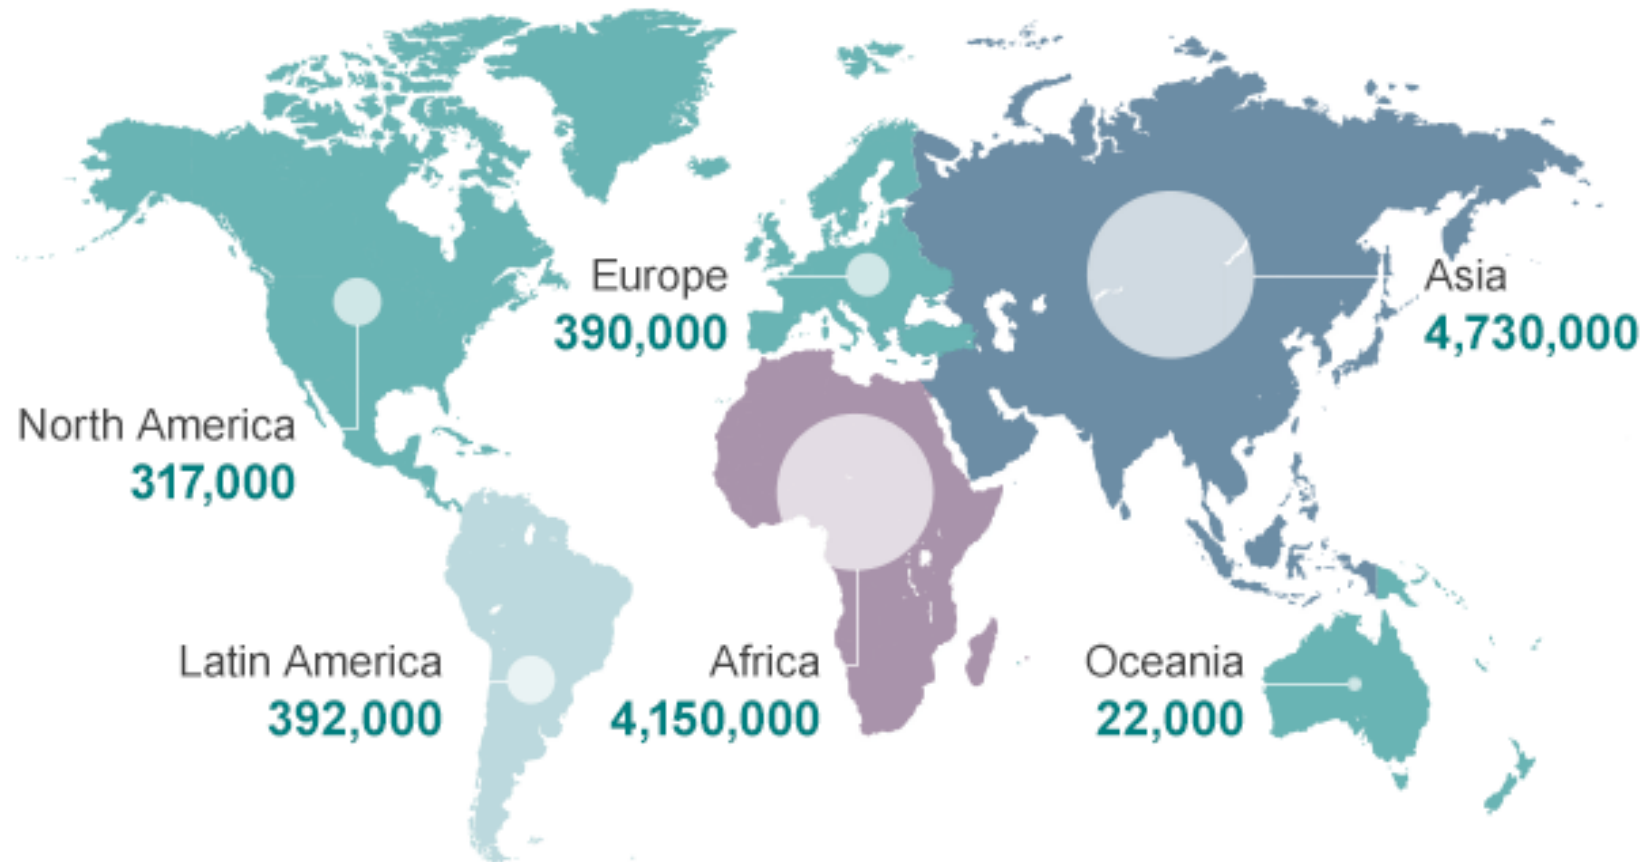 Europe
390,000
Asia
4,730,000
North America
317,000
Latin America
392,000
Africa
4,150,000
Oceania
22,000